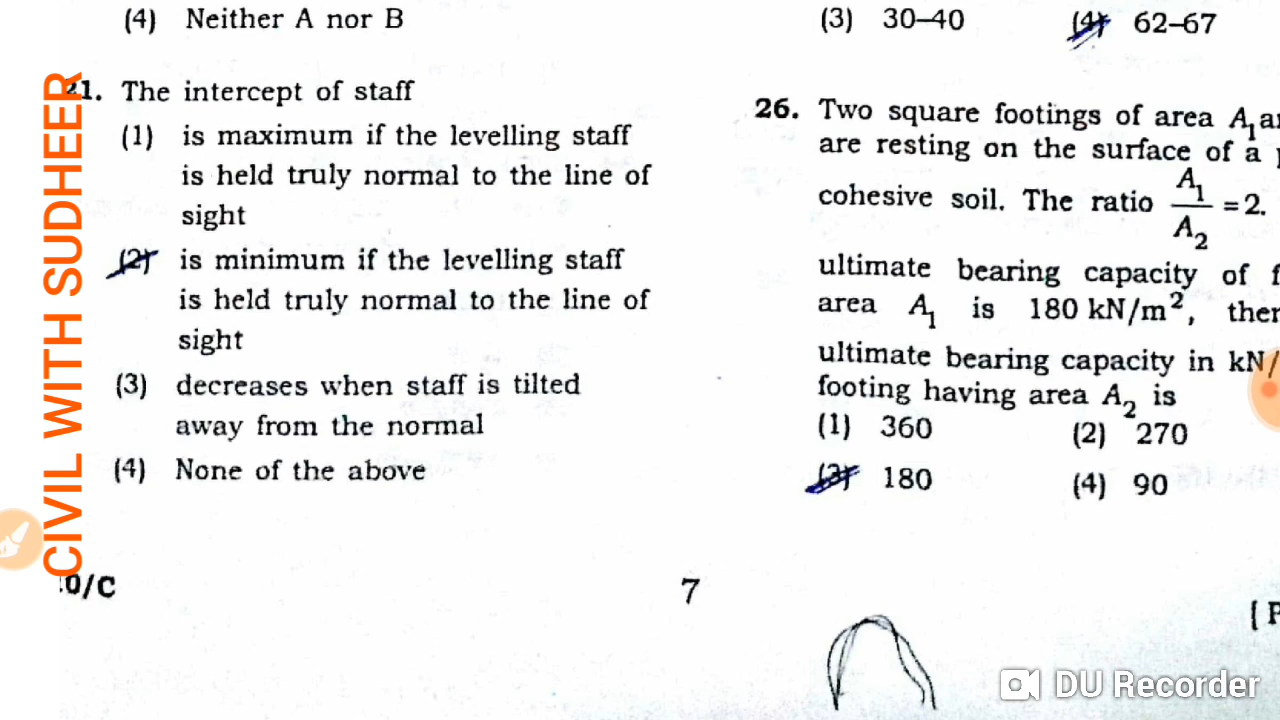 (4) Neither A nor B
21. The intercept of staff
(1) is maximum if the levelling staff
is held truly normal to the line of
sight
(2) is minimum if the levelling staff
is held truly normal to the line of
sight
(3) decreases when staff is tilted
away from the normal
(4) None of the above
(3) 30–40 (4) 62–67
26. Two square footings of area A₁ an
are resting on the surface of a
cohesive soil. The ratio A₁/A₂ = 2.
ultimate bearing capacity of f
area A₁ is 180 kN/m², then
ultimate bearing capacity in kN/
footing having area A₂ is
(1) 360 (2) 270
(3) 180 (4) 90
0/C
7
[ P
CIVIL WITH SUDHEER
DU Recorder